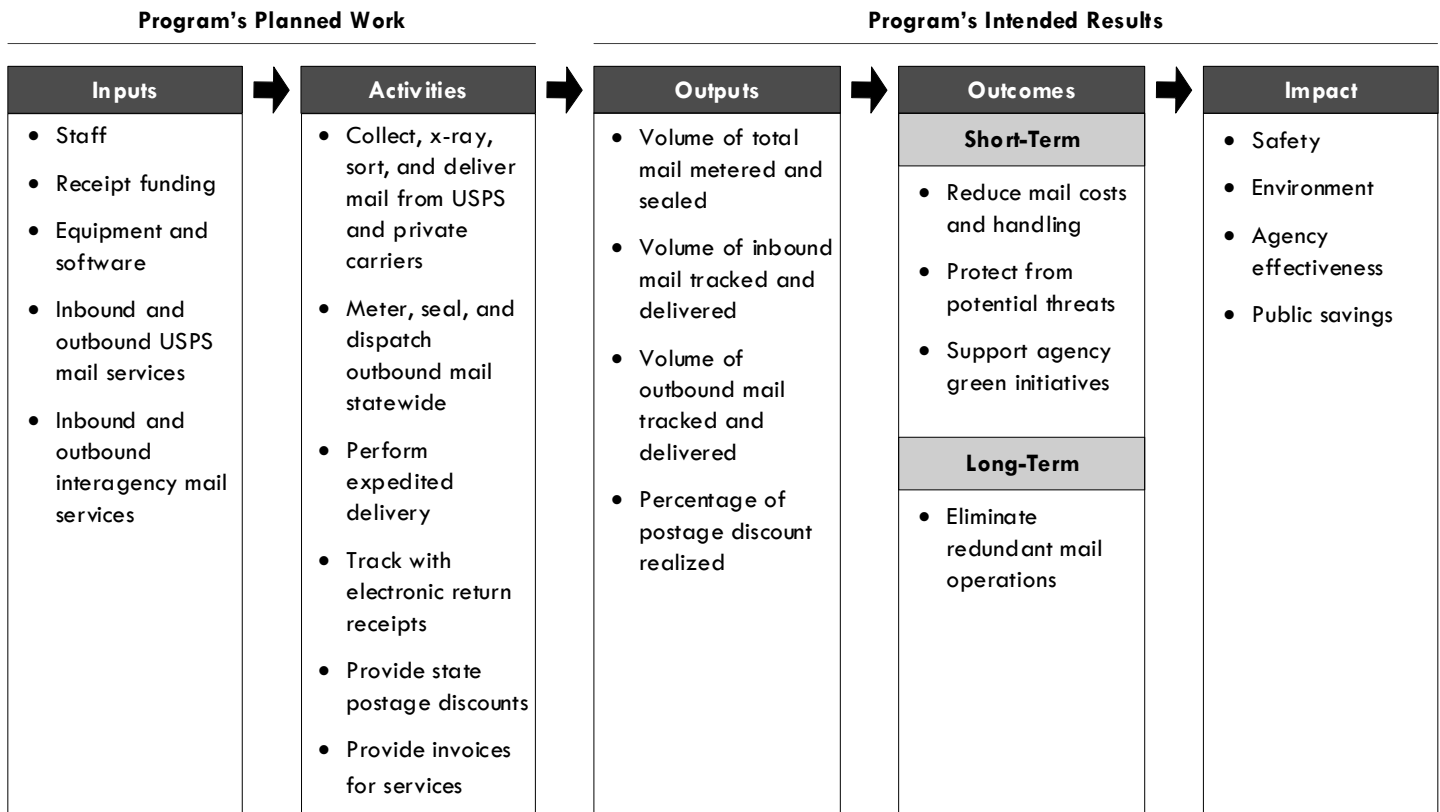 Program's Planned Work
Program's Intended Results
Inputs
• Staff
• Receipt funding
• Equipment and
software
• Inbound and
outbound USPS
mail services
• Inbound and
outbound
interagency mail
services
Activities
• Collect, x-ray,
sort, and deliver
mail from USPS
and private
carriers
• Meter, seal, and
dispatch
outbound mail
statewide
• Perform
expedited
delivery
• Track with
electronic return
receipts
• Provide state
postage discounts
• Provide invoices
for services
Outputs
• Volume of total
mail metered and
sealed
• Volume of inbound
mail tracked and
delivered
• Volume of
outbound mail
tracked and
delivered
• Percentage of
postage discount
realized
Outcomes
Short-Term
• Reduce mail costs
and handling
• Protect from
potential threats
• Support agency
green initiatives
Long-Term
• Eliminate
redundant mail
operations
Impact
• Safety
• Environment
• Agency
effectiveness
• Public savings